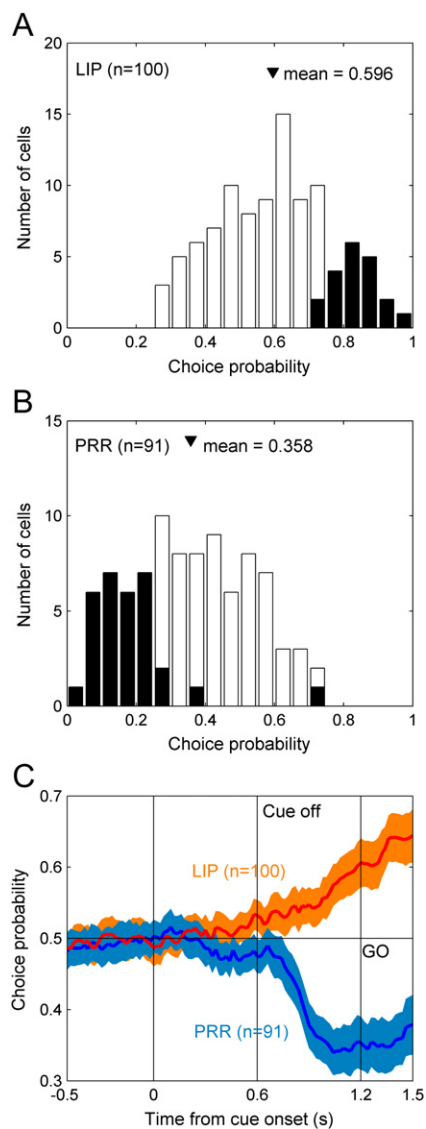 A
20
LIP (n=100)
▼ mean = 0.596
15
10
5
0
Number of cells
0 0.2 0.4 0.6 0.8 1
Choice probability
B
15
PRR (n=91)
▼ mean = 0.358
10
5
0
Number of cells
0 0.2 0.4 0.6 0.8 1
Choice probability
C
0.7
Cue off
LIP (n=100)
0.6
0.5
GO
0.4
PRR (n=91)
0.3
Choice probability
-0.5 0 0.6 1.2 1.5
Time from cue onset (s)